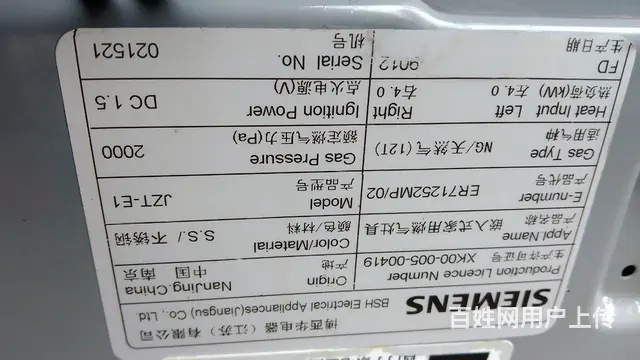 博西华电器（江苏）有限公司
SIEMENS BSH Electrical Appliances(Jiangsu) Co., Ltd
Production Licence Number XK00-005-00419 Origin Nanjing China
生产许可证号 产地 中国 南京
Appl.Name 嵌入式家用燃气灶具 Color/Material S.S./不锈钢
产品名称 颜色/材料
E-number ER71252MP/02 Model JZT-E1
产品代号 产品型号
Gas Type NG/天然气(12T) Gas Pressure 2000
适用气种 额定燃气压力(Pa)
Heat Input Left Right Ignition Power DC 1.5
热负荷(kW) 左4.0 右4.0 点火电源(V)
FD 9012 Serial No. 021521
生产日期 机号
百姓网用户上传